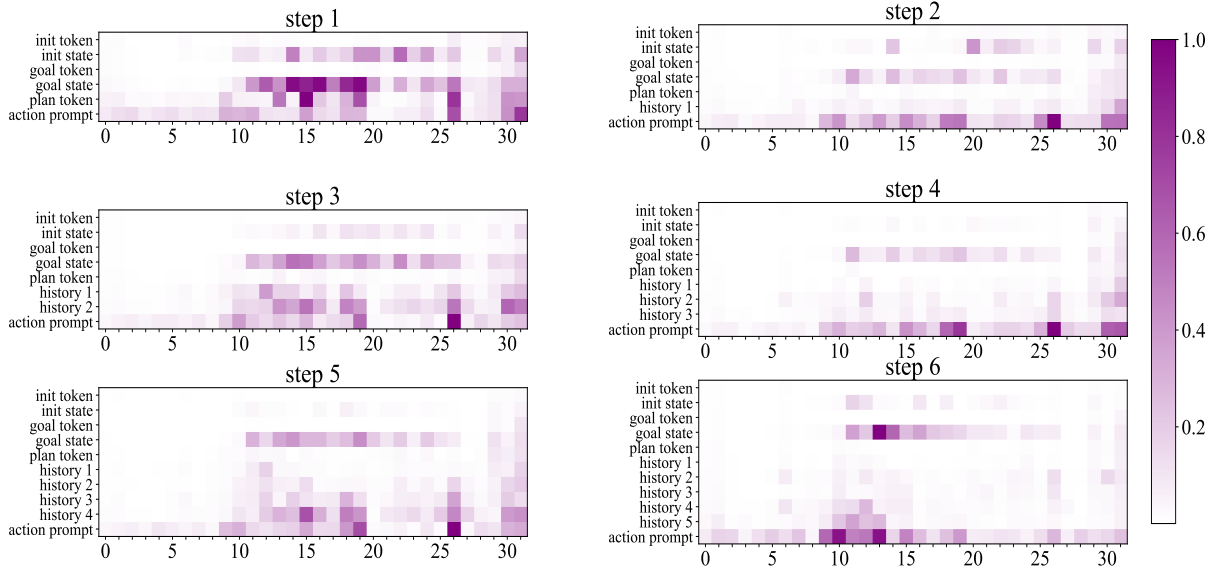 step 1
init token
init state
goal token
goal state
plan token
action prompt
0 5 10 15 20 25 30
step 2
init token
init state
goal token
goal state
plan token
history 1
action prompt
0 5 10 15 20 25 30
step 3
init token
init state
goal token
goal state
plan token
history 1
history 2
action prompt
0 5 10 15 20 25 30
step 4
init token
init state
goal token
goal state
plan token
history 1
history 2
history 3
action prompt
0 5 10 15 20 25 30
step 5
init token
init state
goal token
goal state
plan token
history 1
history 2
history 3
history 4
action prompt
0 5 10 15 20 25 30
step 6
init token
init state
goal token
goal state
plan token
history 1
history 2
history 3
history 4
history 5
action prompt
0 5 10 15 20 25 30
1.0
0.8
0.6
0.4
0.2